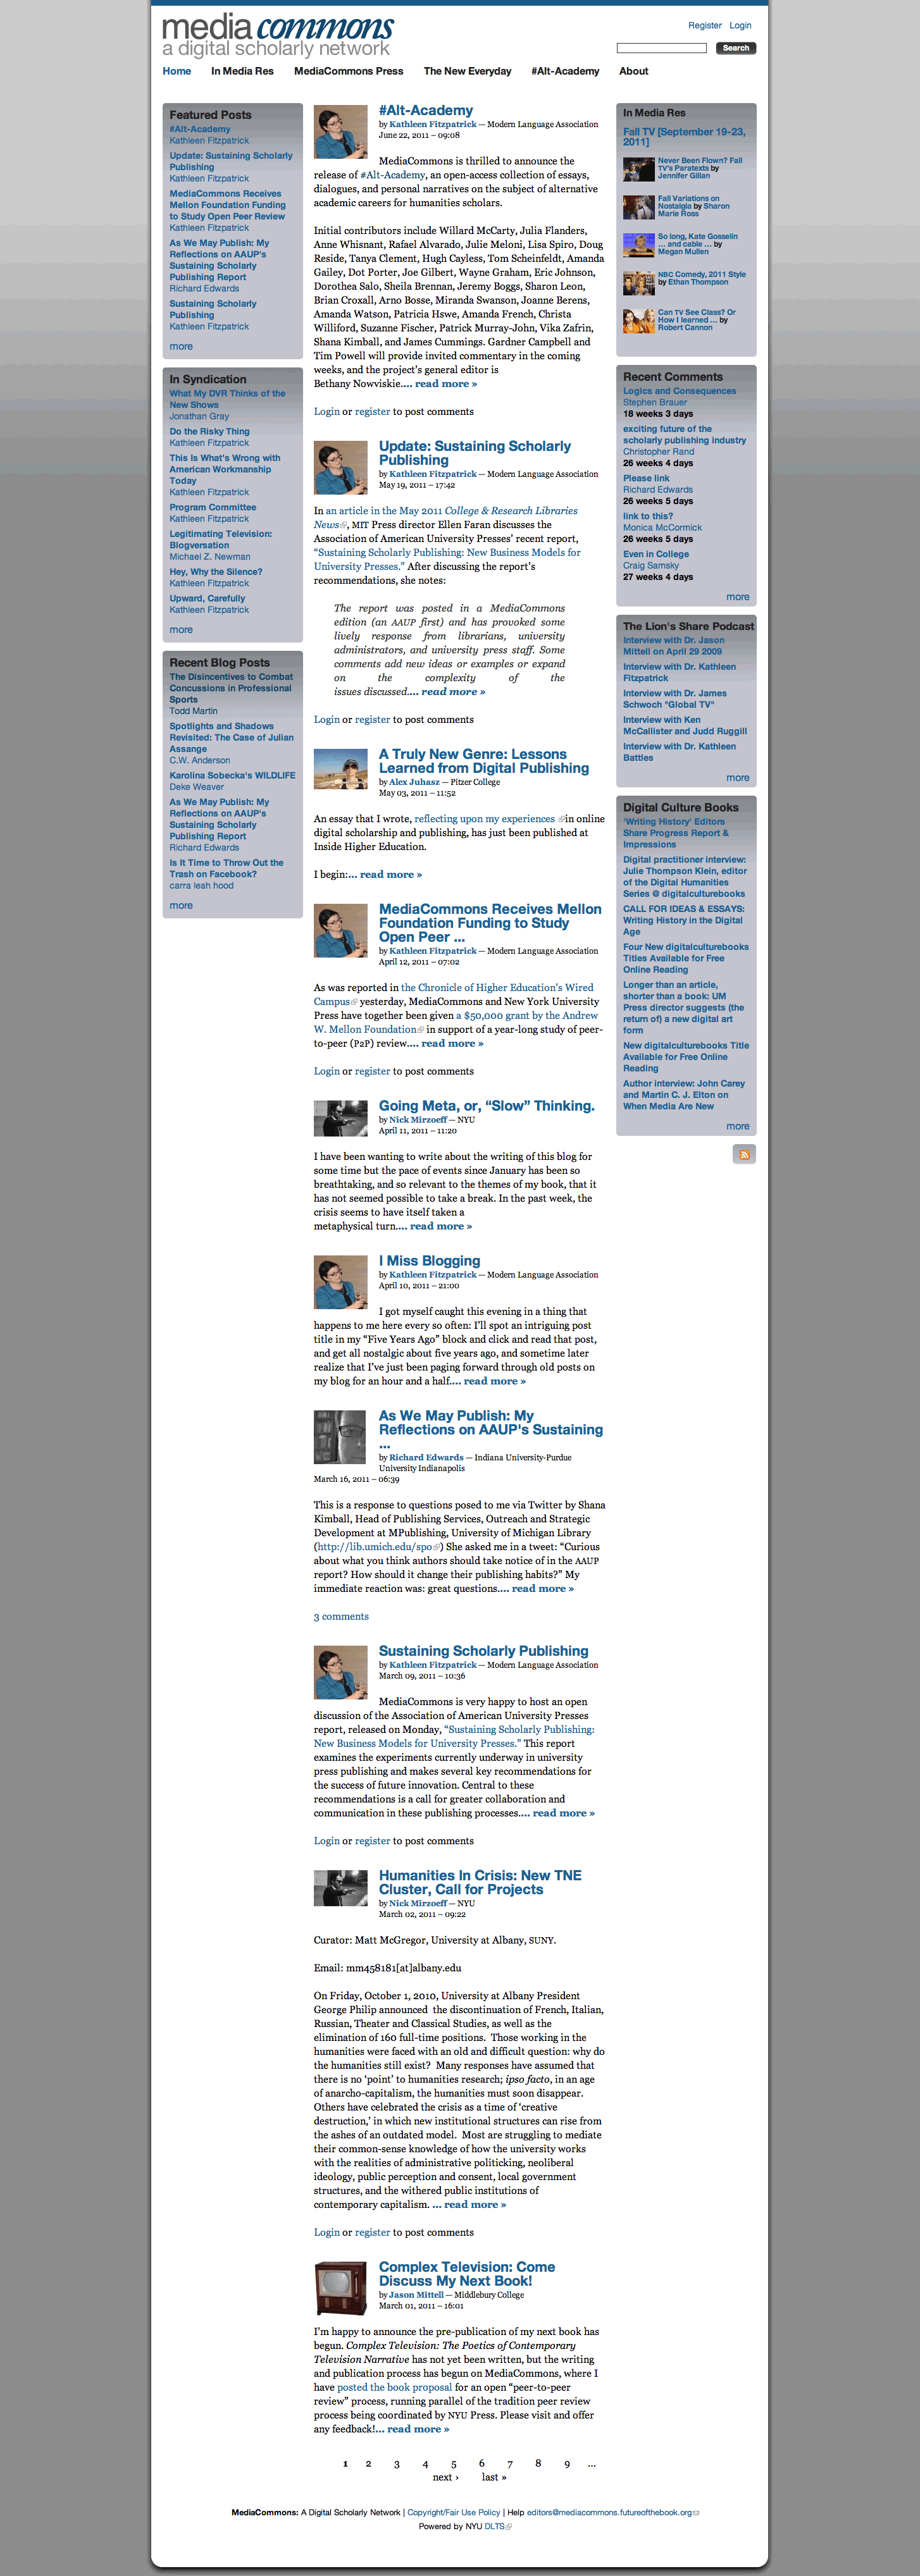 mediacommons
a digital scholarly network
Register Login
Search
Home In Media Res MediaCommons Press The New Everyday #Alt-Academy About
Featured Posts
#Alt-Academy
Kathleen Fitzpatrick
Update: Sustaining Scholarly
Publishing
Kathleen Fitzpatrick
MediaCommons Receives
Mellon Foundation Funding
to Study Open Peer Review
Kathleen Fitzpatrick
As We May Publish: My
Reflections on AAUP's
Sustaining Scholarly
Publishing Report
Richard Edwards
Sustaining Scholarly
Publishing
Kathleen Fitzpatrick
more
In Syndication
What My DVR Thinks of the
New Shows
Jonathan Gray
Do the Risky Thing
Kathleen Fitzpatrick
This Is What's Wrong with
American Workmanship
Today
Kathleen Fitzpatrick
Program Committee
Kathleen Fitzpatrick
Legitimating Television:
Blogversation
Michael Z. Newman
Hey, Why the Silence?
Kathleen Fitzpatrick
Upward, Carefully
Kathleen Fitzpatrick
more
Recent Blog Posts
The Disincentives to Combat
Concussions in Professional
Sports
Todd Martin
Spotlights and Shadows
Revisited: The Case of Julian
Assange
C.W. Anderson
Karolina Sobecka's WILDLIFE
Deke Weaver
As We May Publish: My
Reflections on AAUP's
Sustaining Scholarly
Publishing Report
Richard Edwards
Is It Time to Throw Out the
Trash on Facebook?
carra leah hood
more
#Alt-Academy
by Kathleen Fitzpatrick — Modern Language Association
June 22, 2011 – 09:08
MediaCommons is thrilled to announce the
release of #Alt-Academy, an open-access collection of essays,
dialogues, and personal narratives on the subject of alternative
academic careers for humanities scholars.
Initial contributors include Willard McCarty, Julia Flanders,
Anne Whisnant, Rafael Alvarado, Julie Meloni, Lisa Spiro, Doug
Reside, Tanya Clement, Hugh Cayless, Tom Scheinfeldt, Amanda
Gailey, Dot Porter, Joe Gilbert, Wayne Graham, Eric Johnson,
Dorothea Salo, Sheila Brennan, Jeremy Boggs, Sharon Leon,
Brian Croxall, Arno Bosse, Miranda Swanson, Joanne Berens,
Amanda Watson, Patricia Hswe, Amanda French, Christa
Williford, Suzanne Fischer, Patrick Murray-John, Vika Zafrin,
Shana Kimball, and James Cummings. Gardner Campbell and
Tim Powell will provide invited commentary in the coming
weeks, and the project's general editor is
Bethany Nowviskie.... read more »
Login or register to post comments
Update: Sustaining Scholarly
Publishing
by Kathleen Fitzpatrick — Modern Language Association
May 19, 2011 – 17:42
In an article in the May 2011 College & Research Libraries
News, MIT Press director Ellen Faran discusses the
Association of American University Presses' recent report,
“Sustaining Scholarly Publishing: New Business Models for
University Presses.” After discussing the report's
recommendations, she notes:
The report was posted in a MediaCommons
edition (an AAUP first) and has provoked some
lively response from librarians, university
administrators, and university press staff. Some
comments add new ideas or examples or expand
on the complexity of the
issues discussed.... read more »
Login or register to post comments
A Truly New Genre: Lessons
Learned from Digital Publishing
by Alex Juhasz — Pitzer College
May 03, 2011 – 11:52
An essay that I wrote, reflecting upon my experiences in online
digital scholarship and publishing, has just been published at
Inside Higher Education.
I begin:... read more »
MediaCommons Receives Mellon
Foundation Funding to Study
Open Peer ...
by Kathleen Fitzpatrick — Modern Language Association
April 12, 2011 – 07:02
As was reported in the Chronicle of Higher Education's Wired
Campus yesterday, MediaCommons and New York University
Press have together been given a $50,000 grant by the Andrew
W. Mellon Foundation in support of a year-long study of peer-
to-peer (P2P) review.... read more »
Login or register to post comments
Going Meta, or, “Slow” Thinking.
by Nick Mirzoeff — NYU
April 11, 2011 – 11:20
I have been wanting to write about the writing of this blog for
some time but the pace of events since January has been so
breathtaking, and so relevant to the themes of my book, that it
has not seemed possible to take a break. In the past week, the
crisis seems to have itself taken a
metaphysical turn.... read more »
I Miss Blogging
by Kathleen Fitzpatrick — Modern Language Association
April 10, 2011 – 21:00
I got myself caught this evening in a thing that
happens to me here every so often: I'll spot an intriguing post
title in my “Five Years Ago” block and click and read that post,
and get all nostalgic about five years ago, and sometime later
realize that I've just been paging forward through old posts on
my blog for an hour and a half.... read more »
As We May Publish: My
Reflections on AAUP's Sustaining
...
by Richard Edwards — Indiana University-Purdue
University Indianapolis
March 16, 2011 – 06:39
This is a response to questions posed to me via Twitter by Shana
Kimball, Head of Publishing Services, Outreach and Strategic
Development at MPublishing, University of Michigan Library
(http://lib.umich.edu/spo) She asked me in a tweet: “Curious
about what you think authors should take notice of in the AAUP
report? How should it change their publishing habits?” My
immediate reaction was: great questions.... read more »
3 comments
Sustaining Scholarly Publishing
by Kathleen Fitzpatrick — Modern Language Association
March 09, 2011 – 10:36
MediaCommons is very happy to host an open
discussion of the Association of American University Presses
report, released on Monday, “Sustaining Scholarly Publishing:
New Business Models for University Presses.” This report
examines the experiments currently underway in university
press publishing and makes several key recommendations for
the success of future innovation. Central to these
recommendations is a call for greater collaboration and
communication in these publishing processes.... read more »
Login or register to post comments
Humanities In Crisis: New TNE
Cluster, Call for Projects
by Nick Mirzoeff — NYU
March 02, 2011 – 09:22
Curator: Matt McGregor, University at Albany, SUNY.
Email: mm458181[at]albany.edu
On Friday, October 1, 2010, University at Albany President
George Philip announced the discontinuation of French, Italian,
Russian, Theater and Classical Studies, as well as the
elimination of 160 full-time positions. Those working in the
humanities were faced with an old and difficult question: why do
the humanities still exist? Many responses have assumed that
there is no ‘point’ to humanities research; ipso facto, in an age
of anarcho-capitalism, the humanities must soon disappear.
Others have celebrated the crisis as a time of ‘creative
destruction,’ in which new institutional structures can rise from
the ashes of an outdated model. Most are struggling to mediate
their common-sense knowledge of how the university works
with the realities of administrative politicking, neoliberal
ideology, public perception and consent, local government
structures, and the withered public institutions of
contemporary capitalism. ... read more »
Login or register to post comments
Complex Television: Come
Discuss My Next Book!
by Jason Mittell — Middlebury College
March 01, 2011 – 16:01
I'm happy to announce the pre-publication of my next book has
begun. Complex Television: The Poetics of Contemporary
Television Narrative has not yet been written, but the writing
and publication process has begun on MediaCommons, where I
have posted the book proposal for an open “peer-to-peer
review” process, running parallel of the tradition peer review
process being coordinated by NYU Press. Please visit and offer
any feedback!... read more »
1 2 3 4 5 6 7 8 9 ...
next › last »
In Media Res
Fall TV [September 19-23,
2011]
Never Been Flown? Fall
TV's Paratexts by
Jennifer Gillan
Fall Variations on
Nostalgia by Sharon
Marie Ross
So long, Kate Gosselin
... and cable ... by
Megan Mullen
NBC Comedy, 2011 Style
by Ethan Thompson
Can TV See Class? Or
How I learned ... by
Robert Cannon
Recent Comments
Logics and Consequences
Stephen Brauer
18 weeks 3 days
exciting future of the
scholarly publishing industry
Christopher Rand
26 weeks 4 days
Please link
Richard Edwards
26 weeks 5 days
link to this?
Monica McCormick
26 weeks 5 days
Even in College
Craig Samsky
27 weeks 4 days
more
The Lion's Share Podcast
Interview with Dr. Jason
Mittell on April 29 2009
Interview with Dr. Kathleen
Fitzpatrick
Interview with Dr. James
Schwoch "Global TV"
Interview with Ken
McCallister and Judd Ruggill
Interview with Dr. Kathleen
Battles
more
Digital Culture Books
'Writing History' Editors
Share Progress Report &
Impressions
Digital practitioner interview:
Julie Thompson Klein, editor
of the Digital Humanities
Series @ digitalculturebooks
CALL FOR IDEAS & ESSAYS:
Writing History in the Digital
Age
Four New digitalculturebooks
Titles Available for Free
Online Reading
Longer than an article,
shorter than a book: UM
Press director suggests (the
return of) a new digital art
form
New digitalculturebooks Title
Available for Free Online
Reading
Author interview: John Carey
and Martin C. J. Elton on
When Media Are New
more
MediaCommons: A Digital Scholarly Network | Copyright/Fair Use Policy | Help editors@mediacommons.futureofthebook.org
Powered by NYU DLTS